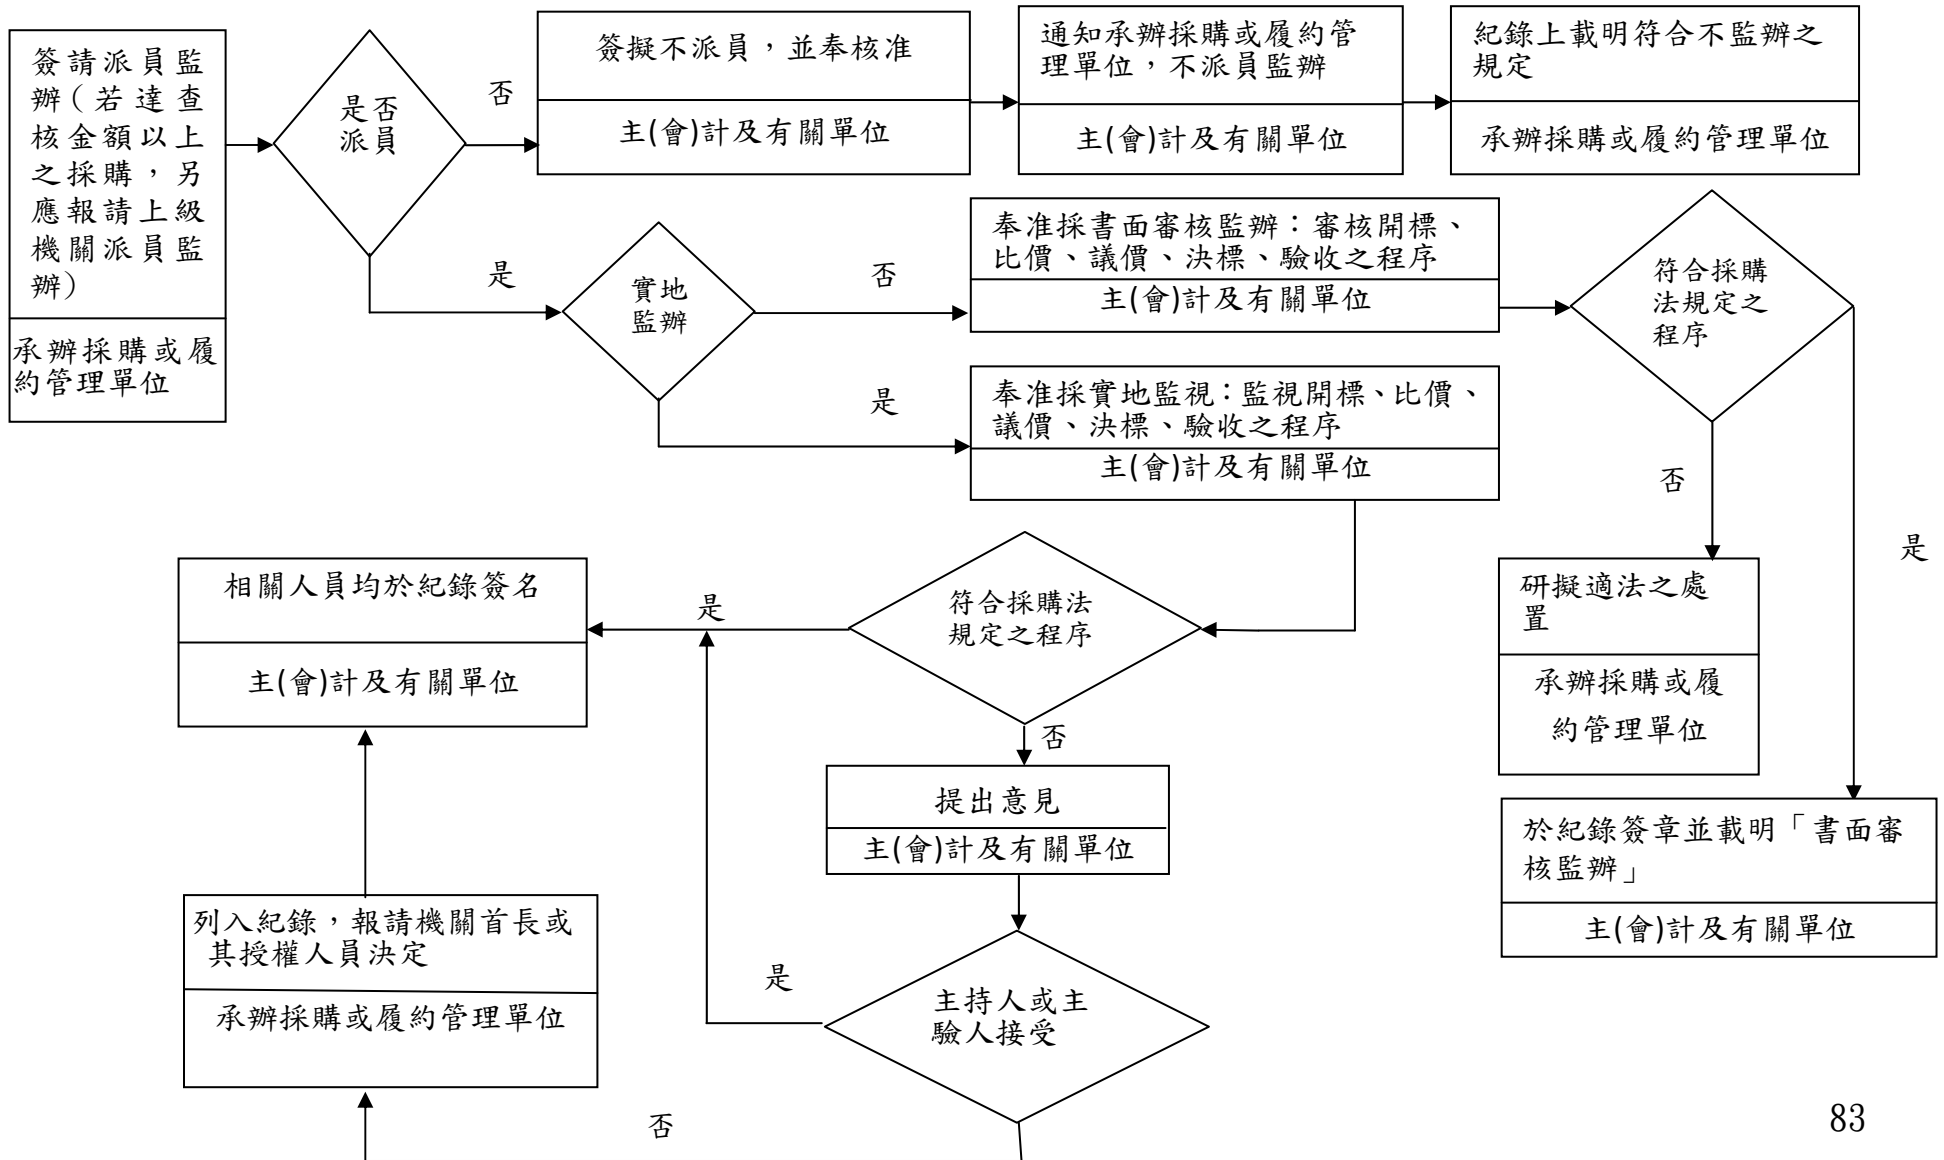 簽請派員監
辦（若達查
核金額以上
之採購，另
應報請上級
機關派員監
辦）
承辦採購或履
約管理單位
是否
派員
否
簽擬不派員，並奉核准
主(會)計及有關單位
通知承辦採購或履約管
理單位，不派員監辦
主(會)計及有關單位
紀錄上載明符合不監辦之
規定
承辦採購或履約管理單位
是
實地
監辦
否
奉准採書面審核監辦：審核開標、
比價、議價、決標、驗收之程序
主(會)計及有關單位
符合採購
法規定之
程序
是
奉准採實地監視：監視開標、比價、
議價、決標、驗收之程序
主(會)計及有關單位
否
是
研擬適法之處
置
承辦採購或履
約管理單位
於紀錄簽章並載明「書面審
核監辦」
主(會)計及有關單位
符合採購法
規定之程序
是
相關人員均於紀錄簽名
主(會)計及有關單位
否
提出意見
主(會)計及有關單位
主持人或主
驗人接受
是
列入紀錄，報請機關首長或
其授權人員決定
承辦採購或履約管理單位
否
83